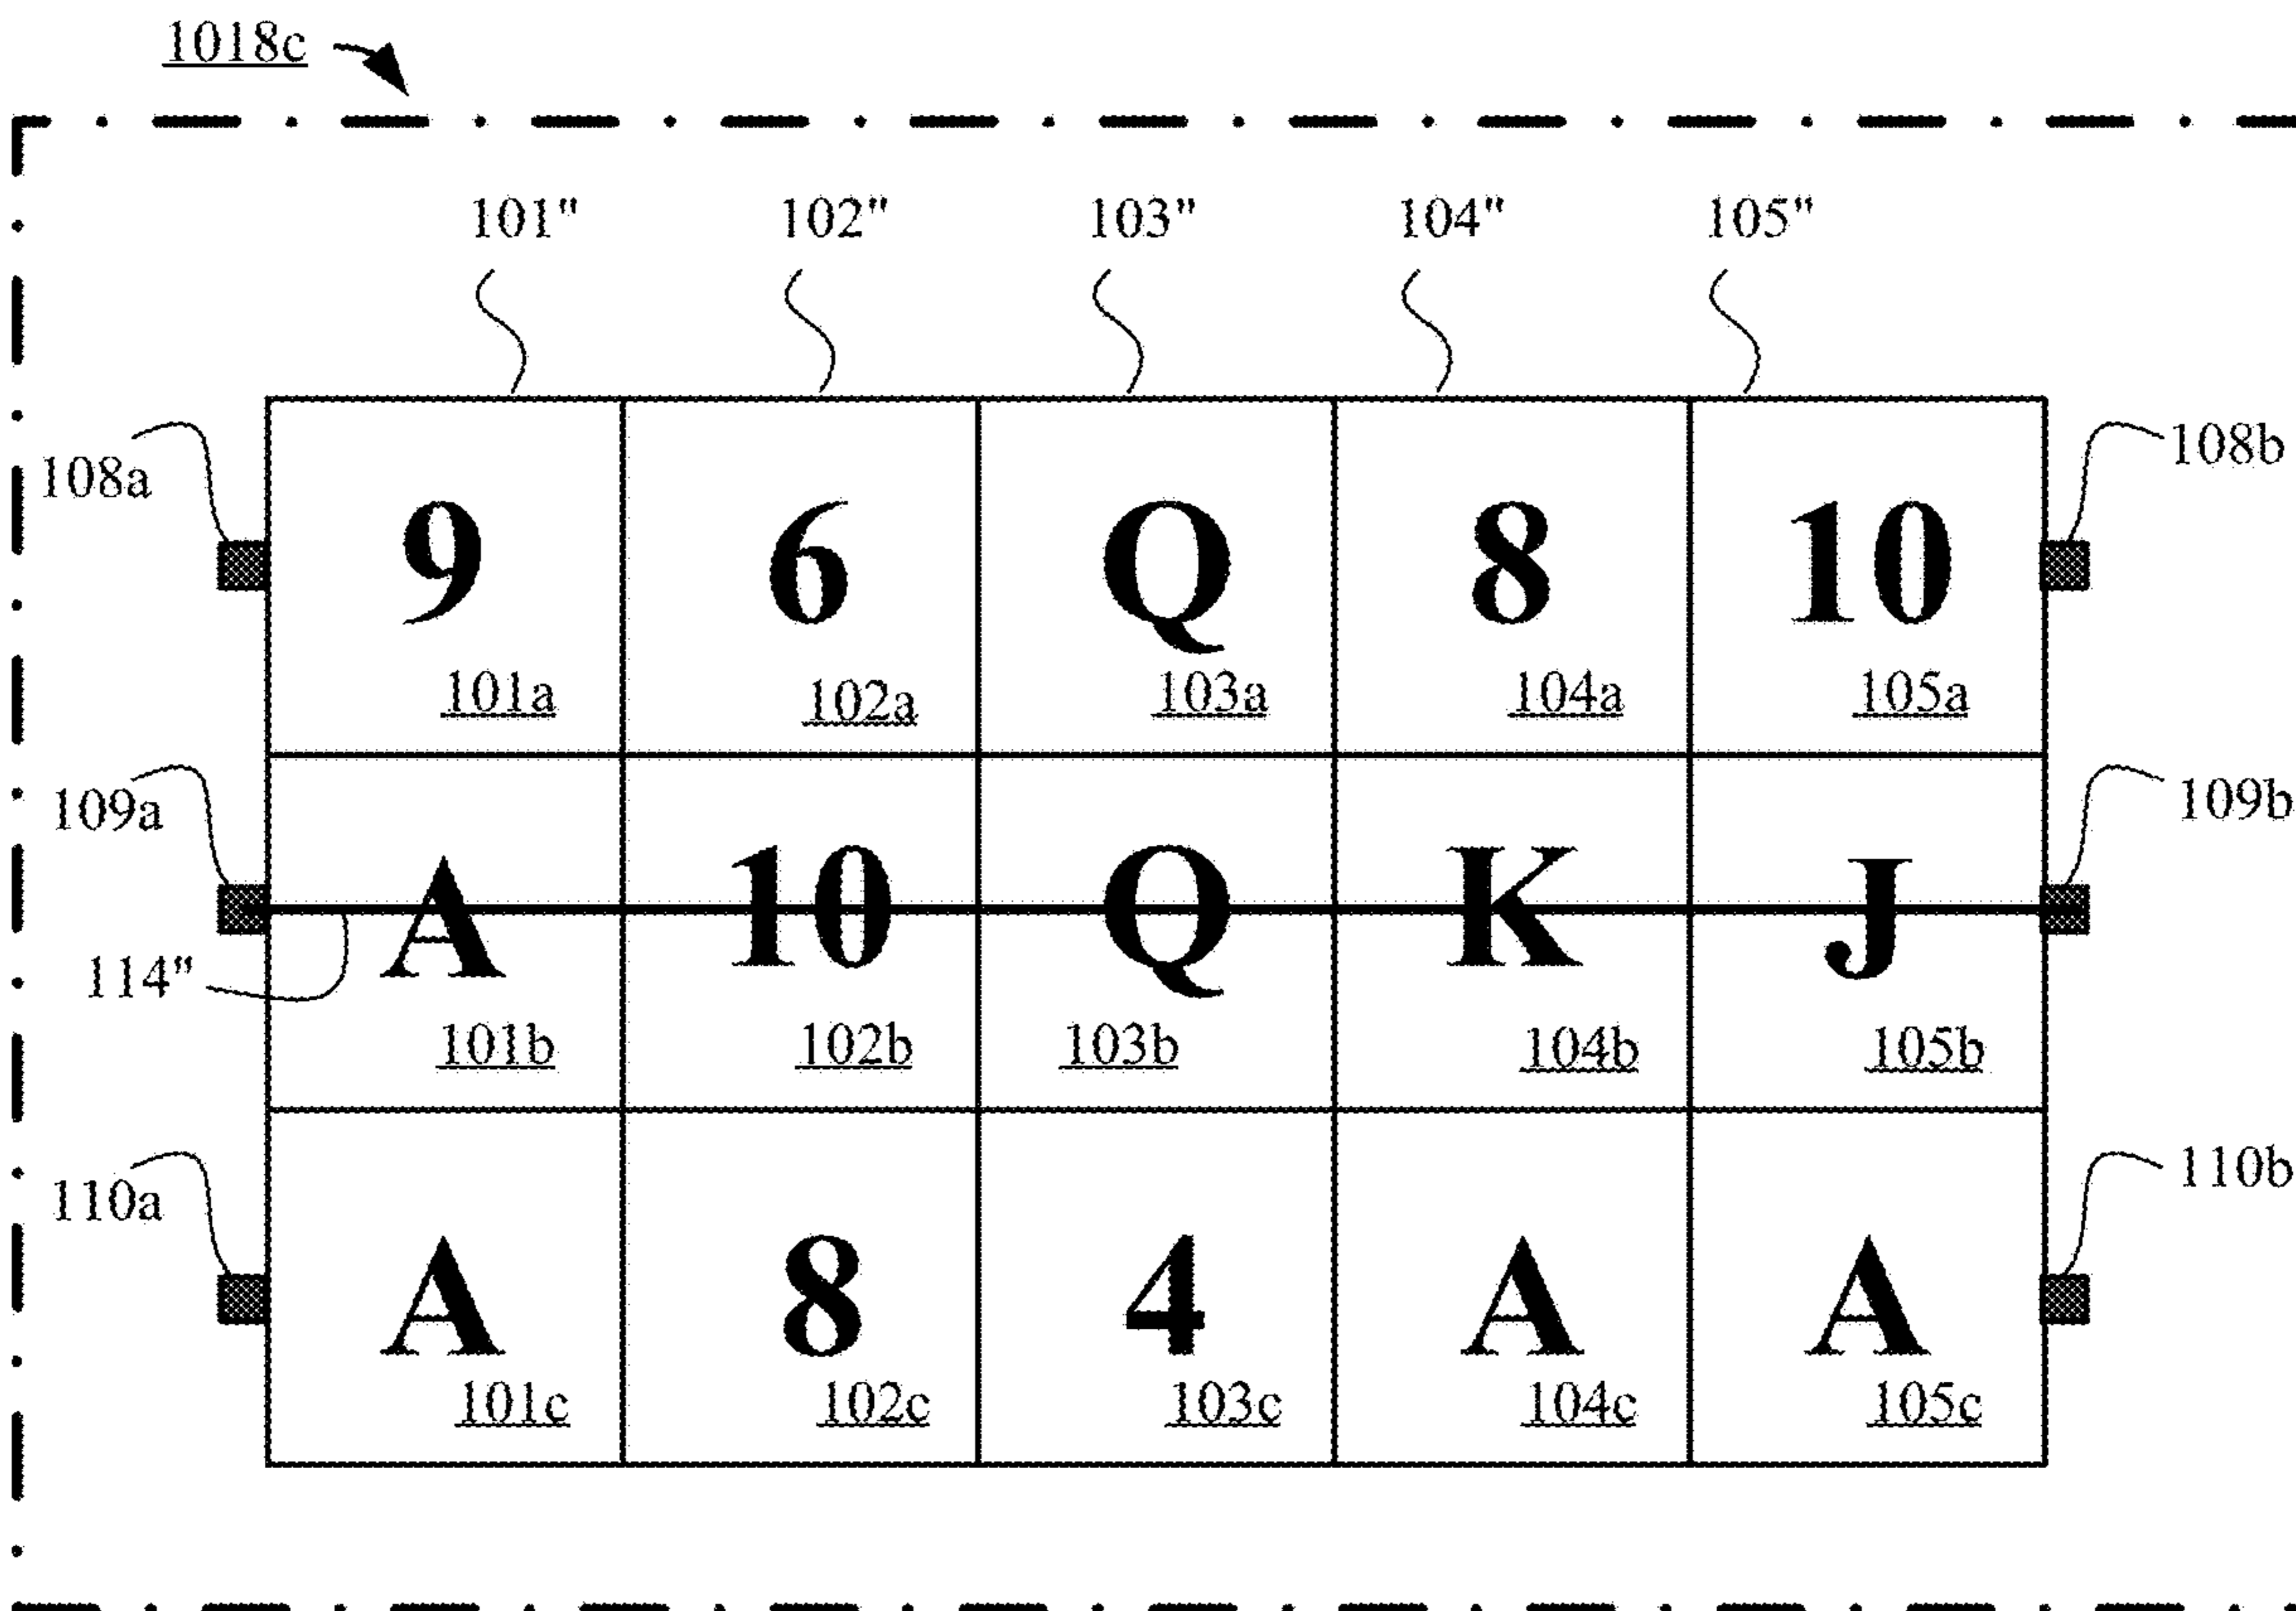 1018c
101" 102" 103" 104" 105"
108a 108b
9 6 Q 8 10
101a 102a 103a 104a 105a
109a 109b
A 10 Q K J
114"
101b 102b 103b 104b 105b
110a 110b
A 8 4 A A
101c 102c 103c 104c 105c